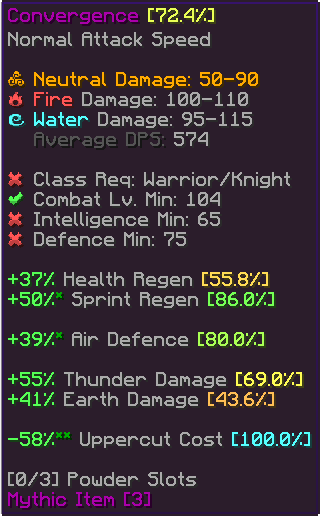 Convergence [72.4%]
Normal Attack Speed
Neutral Damage: 50-90
Fire Damage: 100-110
Water Damage: 95-115
Average DPS: 574
✖ Class Req: Warrior/Knight
✔ Combat Lv. Min: 104
✖ Intelligence Min: 65
✖ Defence Min: 75
+37% Health Regen [55.8%]
+50%* Sprint Regen [86.0%]
+39%* Air Defence [80.0%]
+55% Thunder Damage [69.0%]
+41% Earth Damage [43.6%]
-58%** Uppercut Cost [100.0%]
[0/3] Powder Slots
Mythic Item [3]